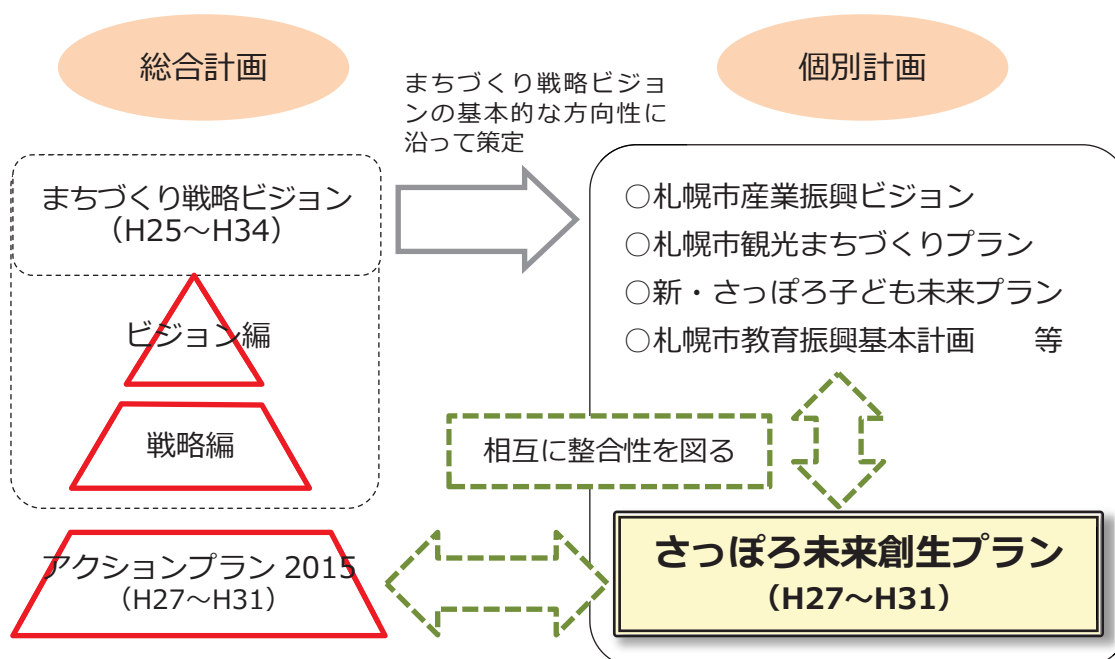 総合計画
個別計画
まちづくり戦略ビジョ
ンの基本的な方向性に
沿って策定
まちづくり戦略ビジョン
（H25～H34）
ビジョン編
戦略編
アクションプラン 2015
（H27～H31）
○札幌市産業振興ビジョン
○札幌市観光まちづくりプラン
○新・さっぽろ子ども未来プラン
○札幌市教育振興基本計画　　等
相互に整合性を図る
さっぽろ未来創生プラン
（H27～H31）